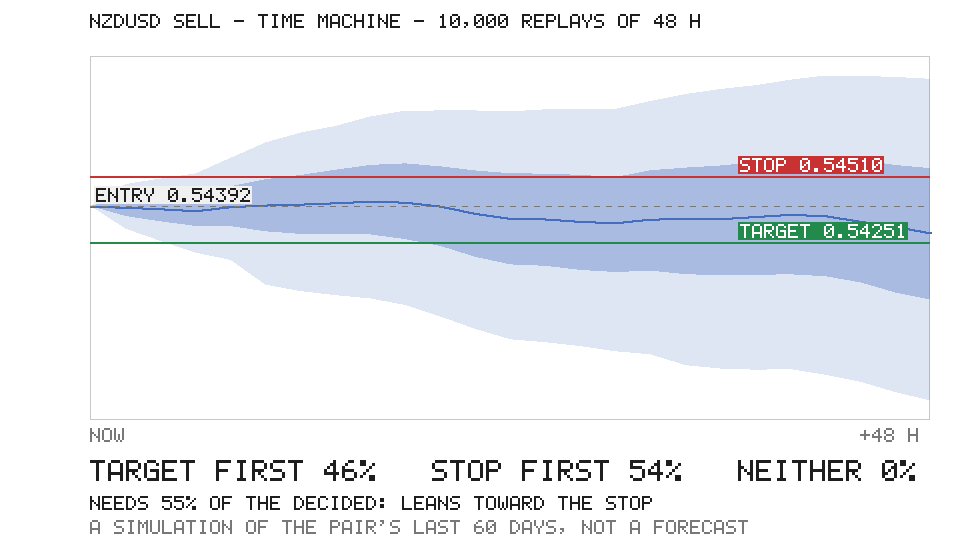 NZDUSD SELL - TIME MACHINE - 10,000 REPLAYS OF 48 H
STOP 0.54510
ENTRY 0.54392
TARGET 0.54251
NOW +48 H
TARGET FIRST 46% STOP FIRST 54% NEITHER 0%
NEEDS 55% OF THE DECIDED: LEANS TOWARD THE STOP
A SIMULATION OF THE PAIR'S LAST 60 DAYS, NOT A FORECAST